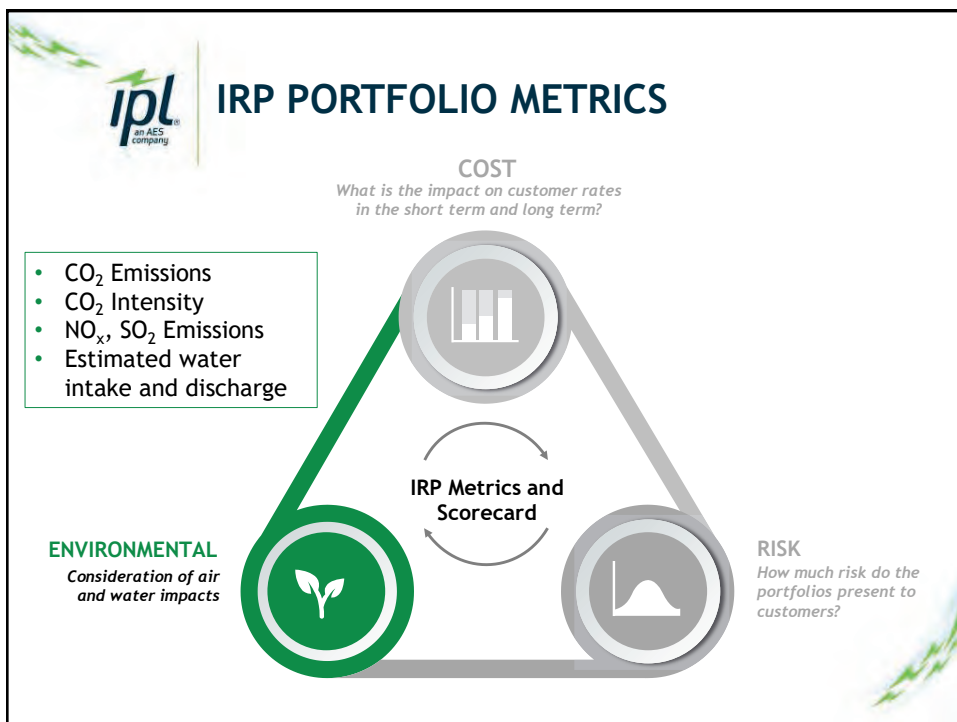 ipl®
an AES
company
IRP PORTFOLIO METRICS
COST
What is the impact on customer rates
in the short term and long term?
• CO₂ Emissions
• CO₂ Intensity
• NOₓ, SO₂ Emissions
• Estimated water
intake and discharge
IRP Metrics and
Scorecard
ENVIRONMENTAL
Consideration of air
and water impacts
RISK
How much risk do the
portfolios present to
customers?